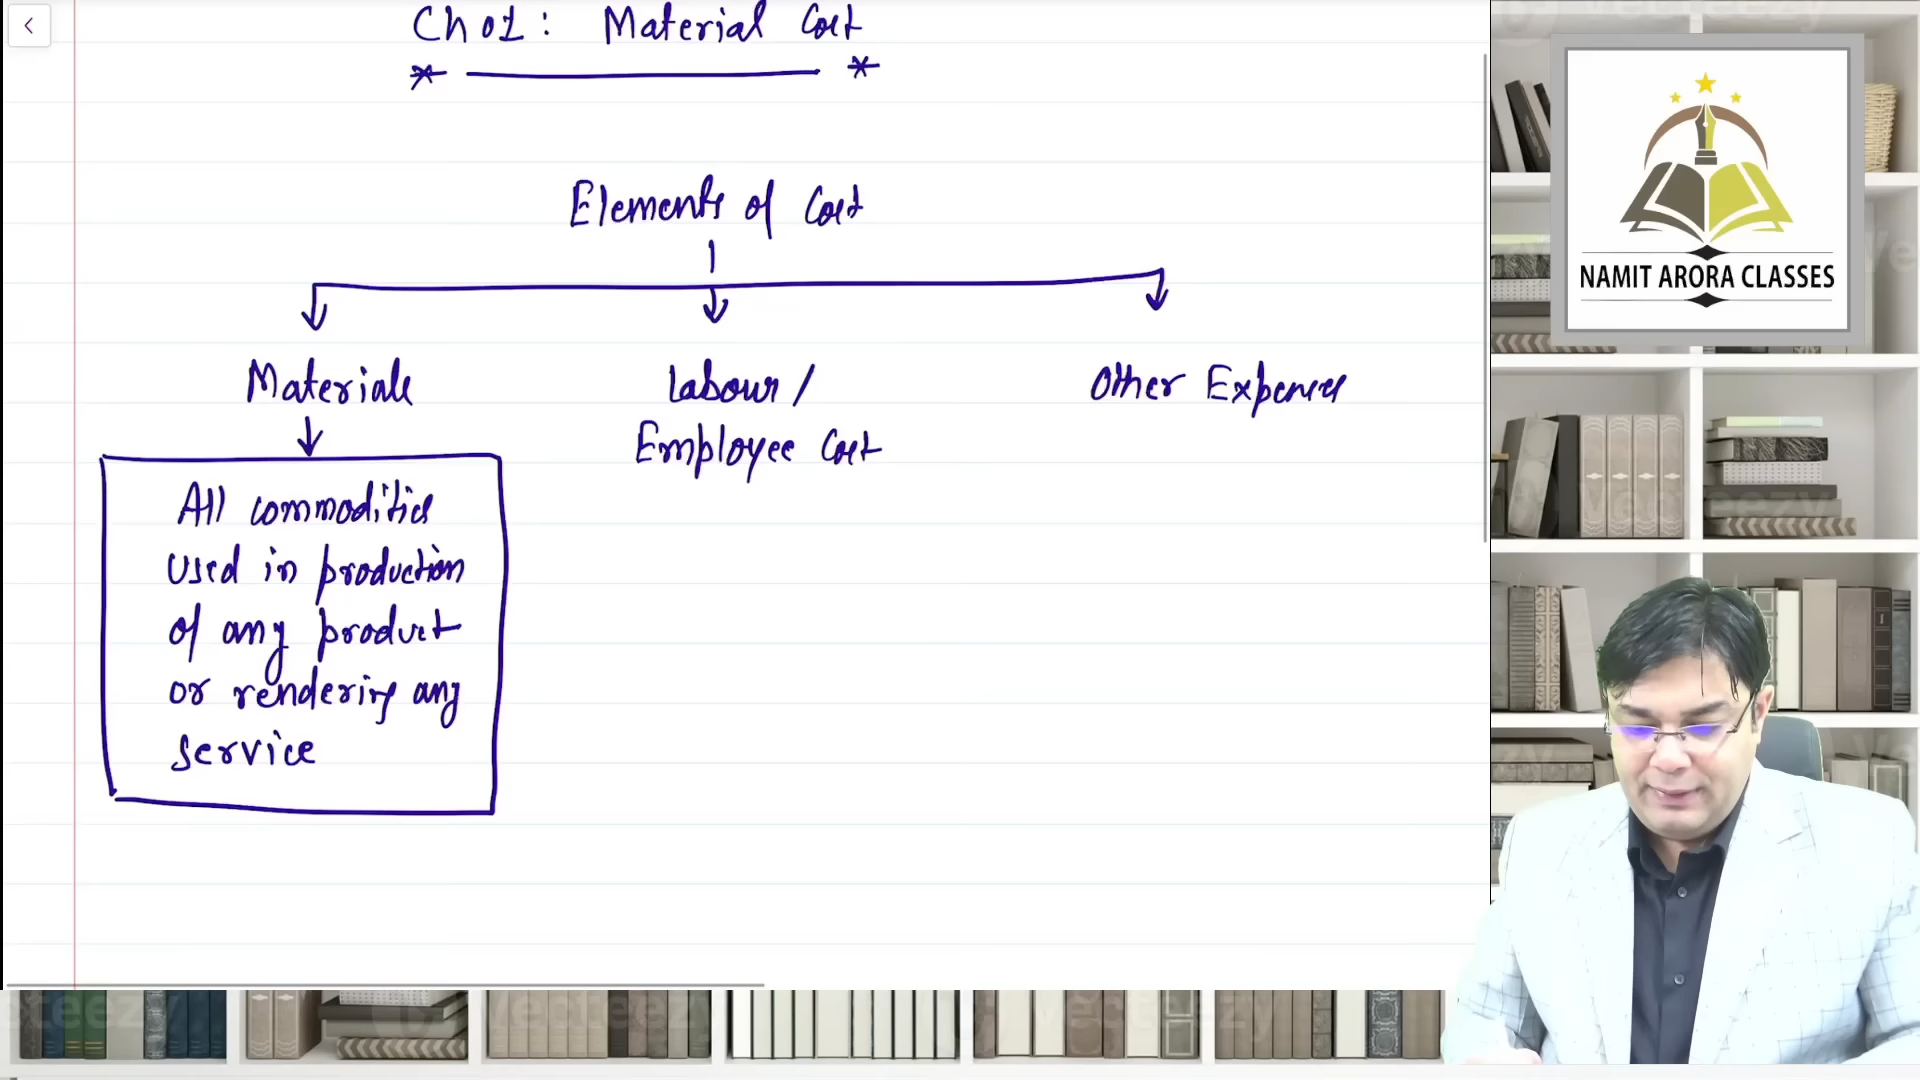 Ch 01: Material Cost
Elements of Cost
Materials
Labour /
Employee Cost
Other Expenses
All commodities
used in production
of any product
or rendering any
service
NAMIT ARORA CLASSES